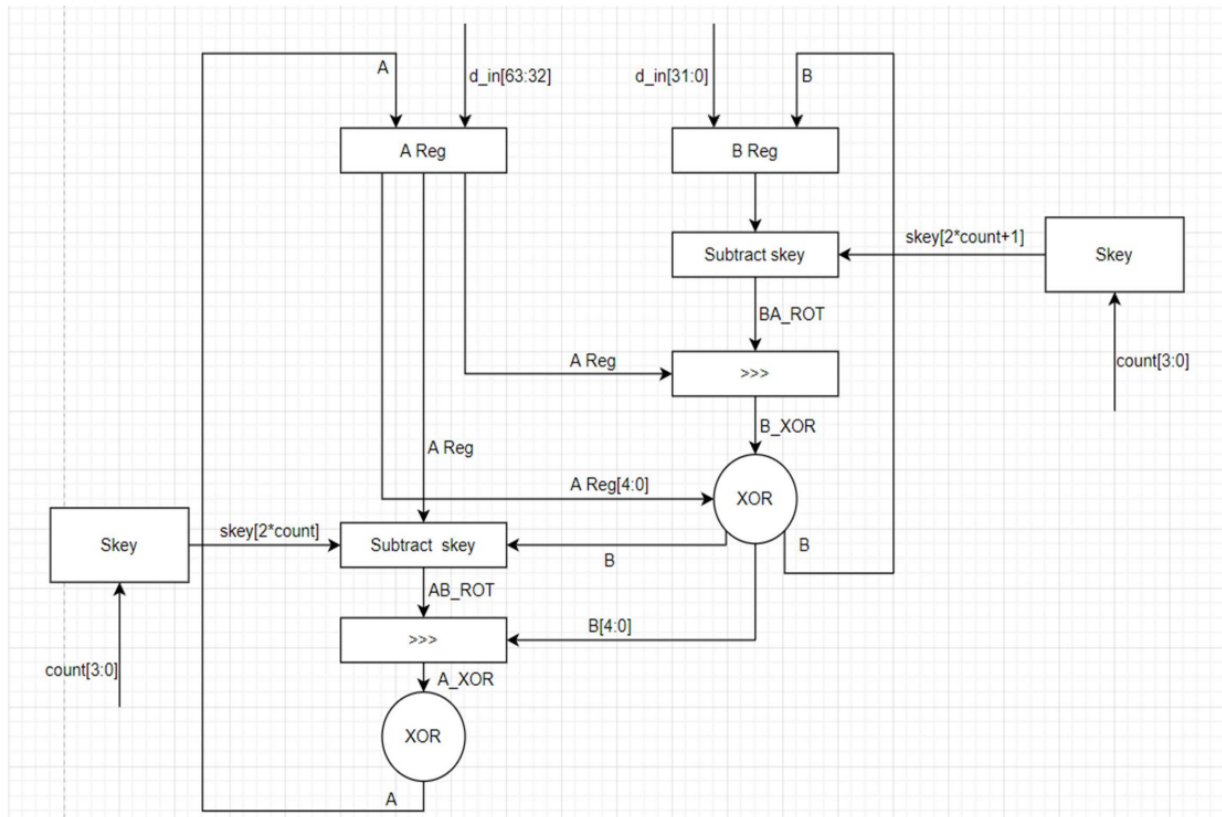 A
d_in[63:32]
d_in[31:0]
B
A Reg
B Reg
skey[2*count+1]
Subtract skey
Skey
BA_ROT
A Reg
>>>
count[3:0]
B_XOR
A Reg
A Reg[4:0]
XOR
skey[2*count]
Skey
Subtract skey
B
B
AB_ROT
B[4:0]
>>>
count[3:0]
A_XOR
XOR
A